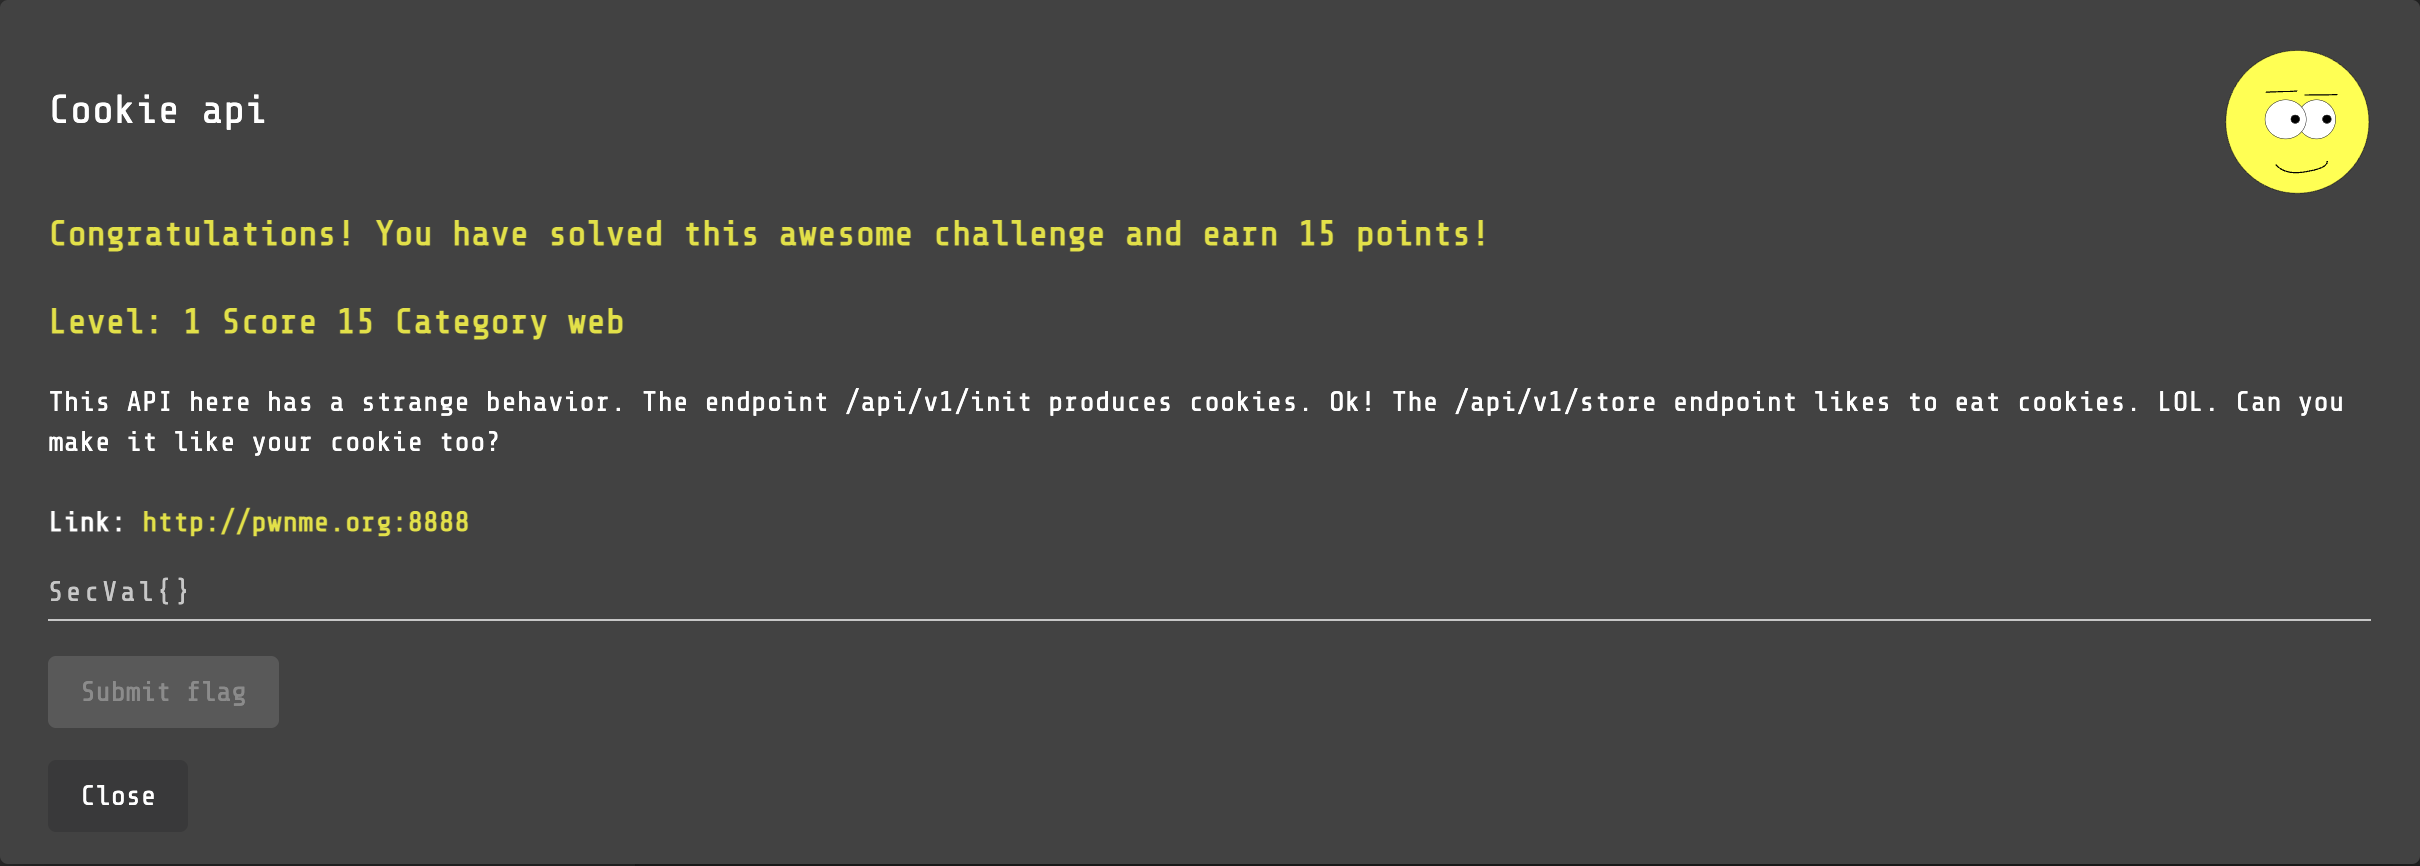 Cookie api
Congratulations! You have solved this awesome challenge and earn 15 points!
Level: 1 Score 15 Category web
This API here has a strange behavior. The endpoint /api/v1/init produces cookies. Ok! The /api/v1/store endpoint likes to eat cookies. LOL. Can you
make it like your cookie too?
Link: http://pwnme.org:8888
SecVal{}
Submit flag
Close